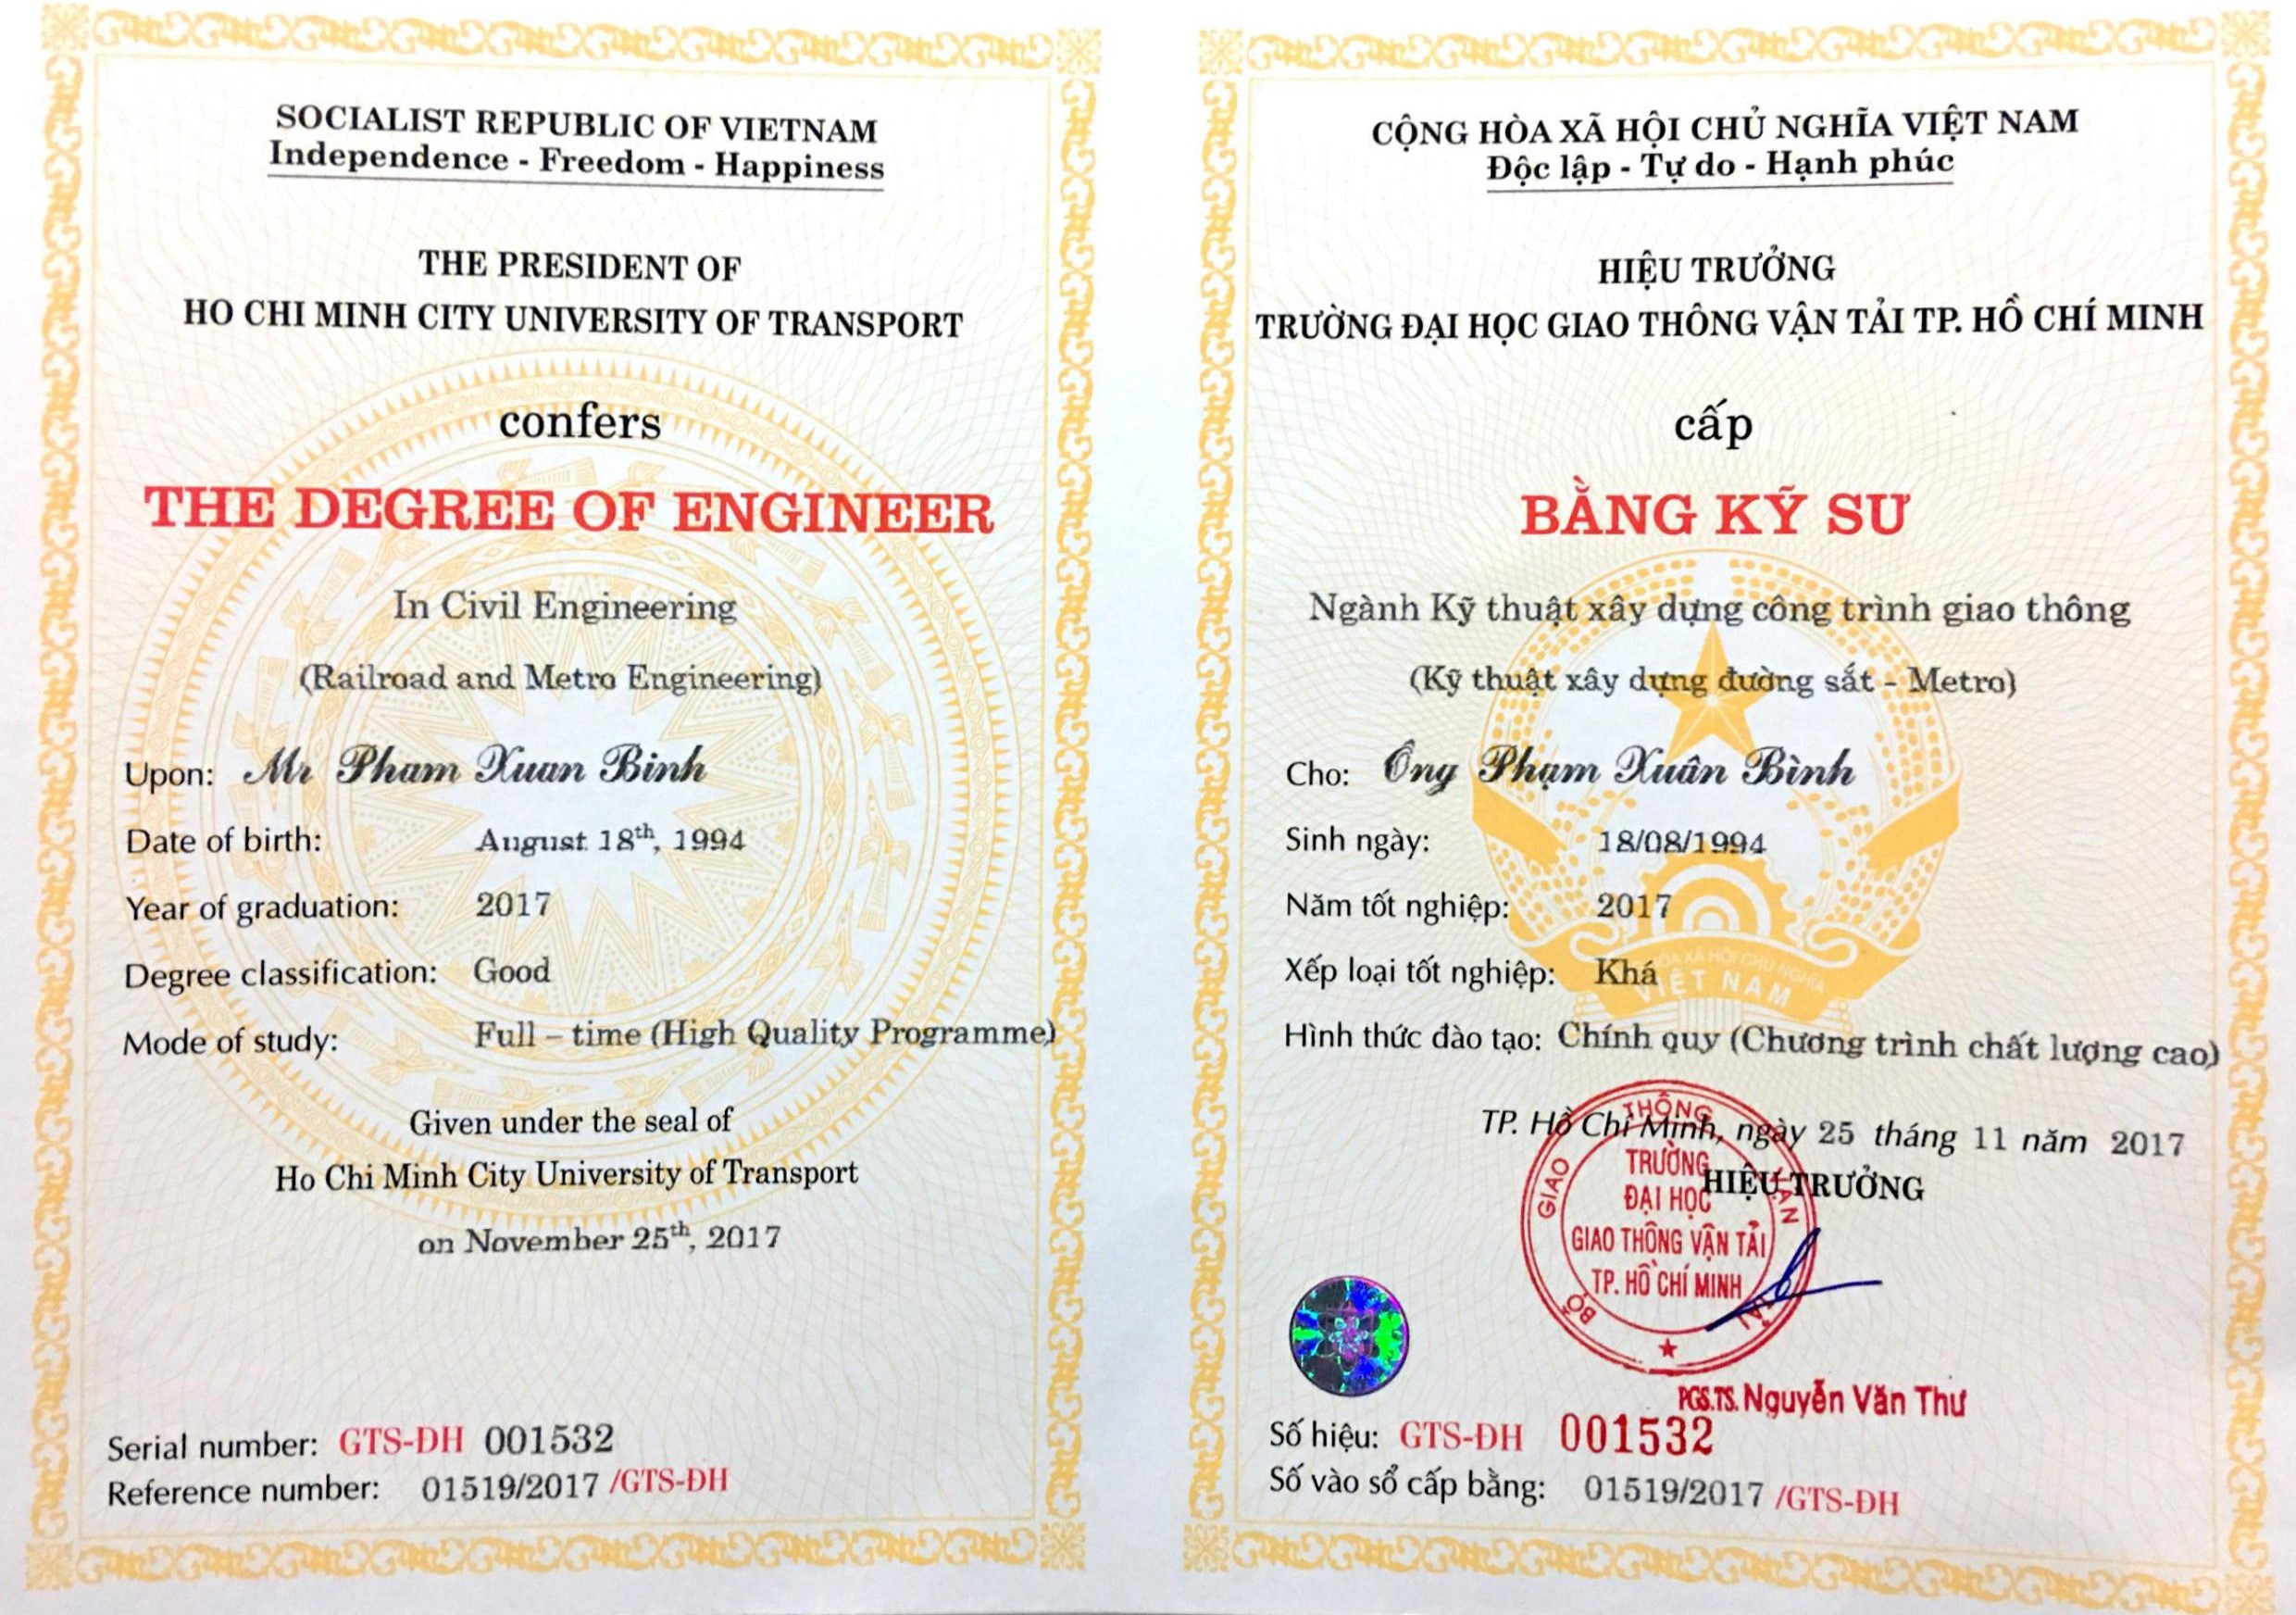 SOCIALIST REPUBLIC OF VIETNAM
Independence - Freedom - Happiness
THE PRESIDENT OF
HO CHI MINH CITY UNIVERSITY OF TRANSPORT
confers
THE DEGREE OF ENGINEER
In Civil Engineering
(Railroad and Metro Engineering)
Upon: Mr Pham Xuan Binh
Date of birth: August 18th, 1994
Year of graduation: 2017
Degree classification: Good
Mode of study: Full – time (High Quality Programme)
Given under the seal of
Ho Chi Minh City University of Transport
on November 25th, 2017
Serial number: GTS-ĐH 001532
Reference number: 01519/2017 /GTS-ĐH
CỘNG HÒA XÃ HỘI CHỦ NGHĨA VIỆT NAM
Độc lập - Tự do - Hạnh phúc
HIỆU TRƯỞNG
TRƯỜNG ĐẠI HỌC GIAO THÔNG VẬN TẢI TP. HỒ CHÍ MINH
cấp
BẰNG KỸ SƯ
Ngành Kỹ thuật xây dựng công trình giao thông
(Kỹ thuật xây dựng đường sắt - Metro)
Cho: Ông Phạm Xuân Bình
Sinh ngày: 18/08/1994
Năm tốt nghiệp: 2017
Xếp loại tốt nghiệp: Khá
HÒA XÃ HỘI CHỦ NGHĨA
VIỆT NAM
Hình thức đào tạo: Chính quy (Chương trình chất lượng cao)
TP. Hồ Chí Minh, ngày 25 tháng 11 năm 2017
HIỆU TRƯỞNG
BỘ GIAO THÔNG VẬN TẢI
TRƯỜNG
ĐẠI HỌC
GIAO THÔNG VẬN TẢI
TP. HỒ CHÍ MINH
PGS.TS. Nguyễn Văn Thư
Số hiệu: GTS-ĐH 001532
Số vào sổ cấp bằng: 01519/2017 /GTS-ĐH